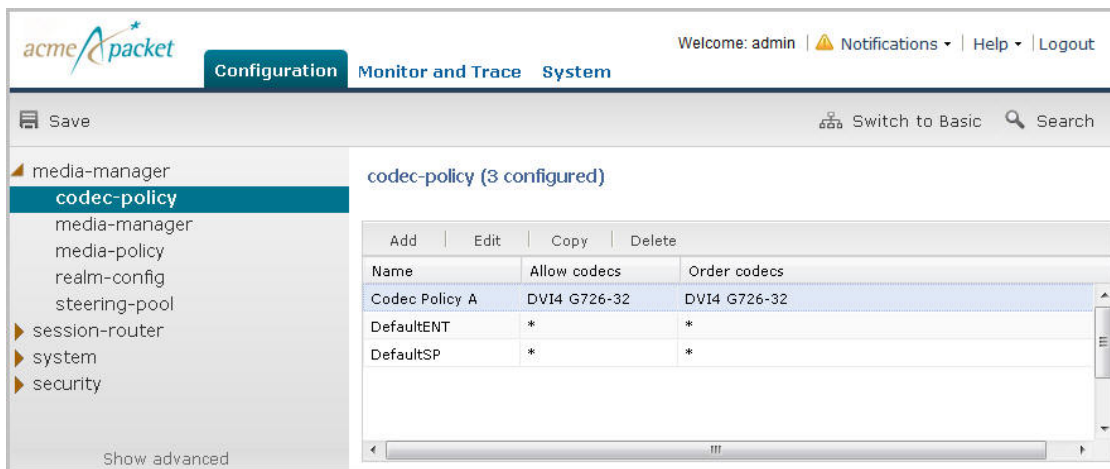 acme packet
Welcome: admin | Notifications | Help | Logout
Configuration Monitor and Trace System
Save Switch to Basic Search
media-manager
codec-policy
media-manager
media-policy
realm-config
steering-pool
session-router
system
security
Show advanced
codec-policy (3 configured)
Add | Edit | Copy | Delete
Name Allow codecs Order codecs
Codec Policy A DVI4 G726-32 DVI4 G726-32
DefaultENT * *
DefaultSP * *